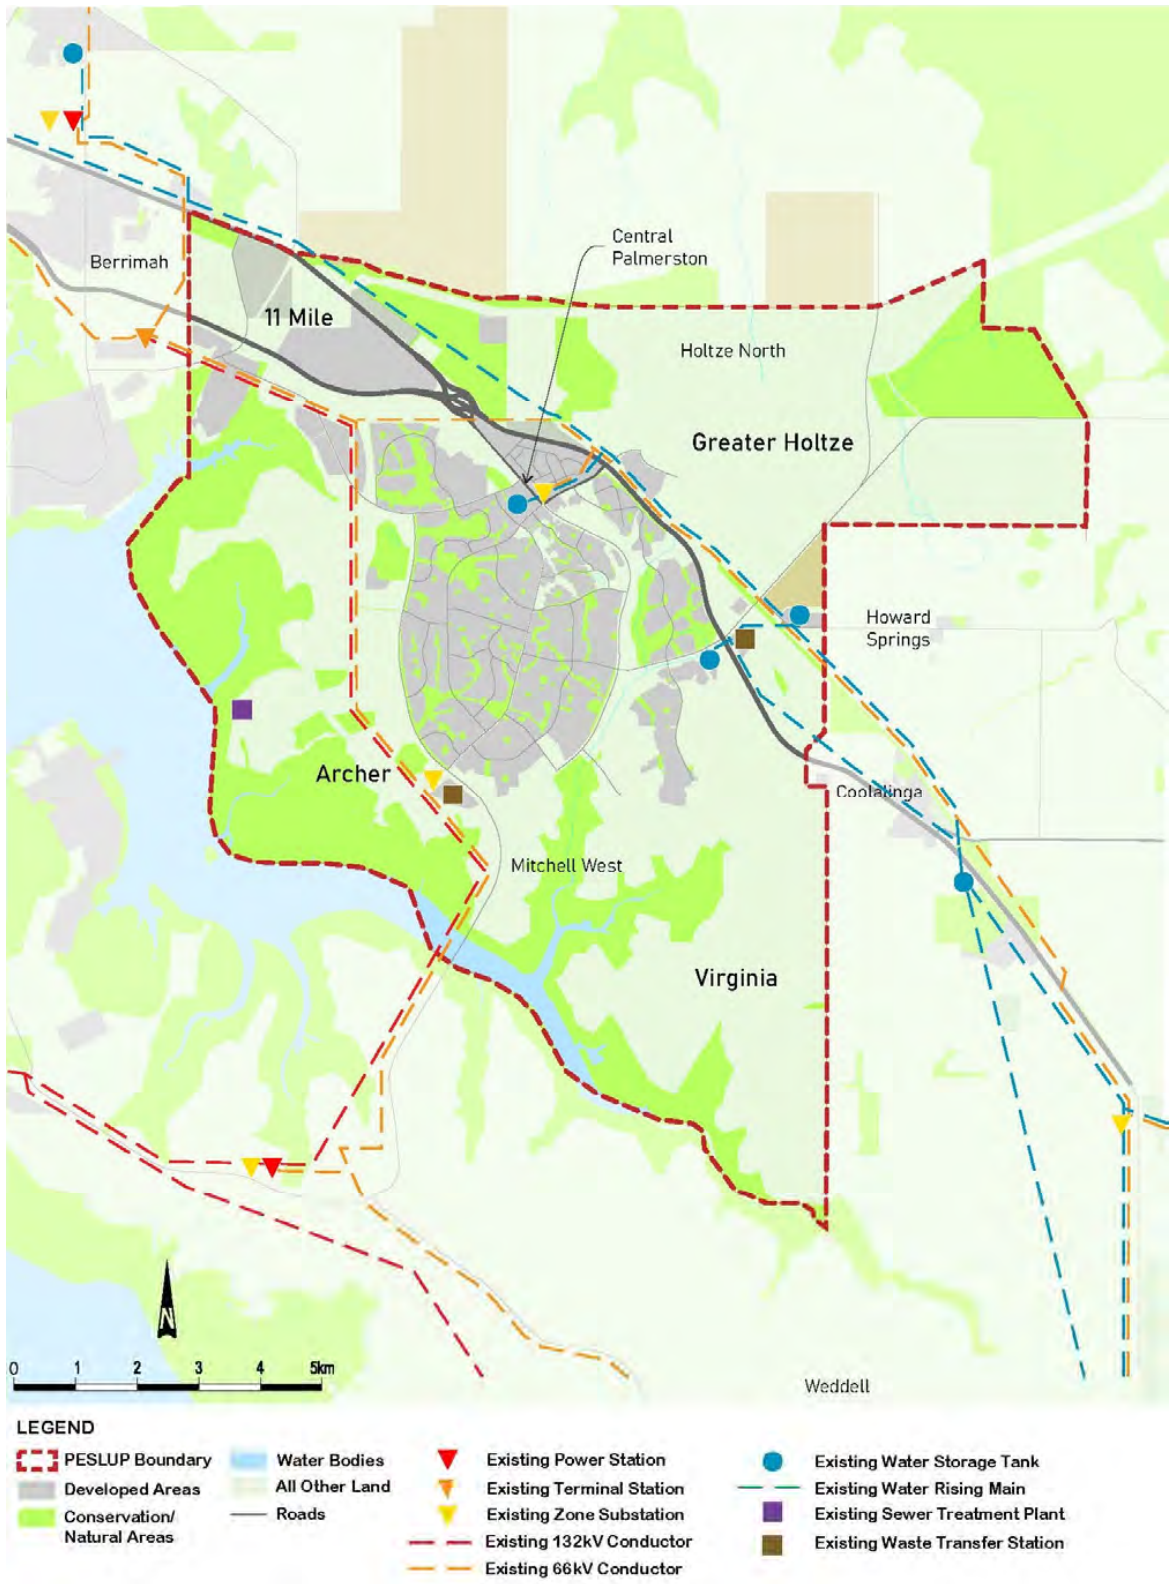 Central
Palmerston
Berrimah
11 Mile
Holtze North
Greater Holtze
Howard
Springs
Archer
Coolalinga
Mitchell West
Virginia
N
0 1 2 3 4 5km
Weddell
LEGEND
PESLUP Boundary
Developed Areas
Conservation/
Natural Areas
Water Bodies
All Other Land
Roads
Existing Power Station
Existing Terminal Station
Existing Zone Substation
Existing 132kV Conductor
Existing 66kV Conductor
Existing Water Storage Tank
Existing Water Rising Main
Existing Sewer Treatment Plant
Existing Waste Transfer Station